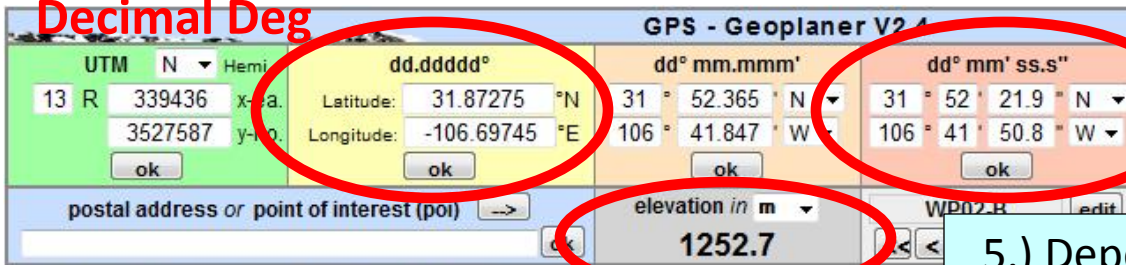 Decimal Deg
GPS - Geoplaner V2.4
UTM N Hemi
13 R 339436 x-ea.
3527587 y-no.
ok
dd.ddddd°
Latitude: 31.87275 °N
Longitude: -106.69745 °E
ok
dd° mm.mmm'
31 ° 52.365 ' N
106 ° 41.847 ' W
ok
dd° mm' ss.s"
31 ° 52 ' 21.9 " N
106 ° 41 ' 50.8 " W
ok
postal address or point of interest (poi) -->
ok
elevation in m
1252.7
WP02-B edit
<
5.) Depe